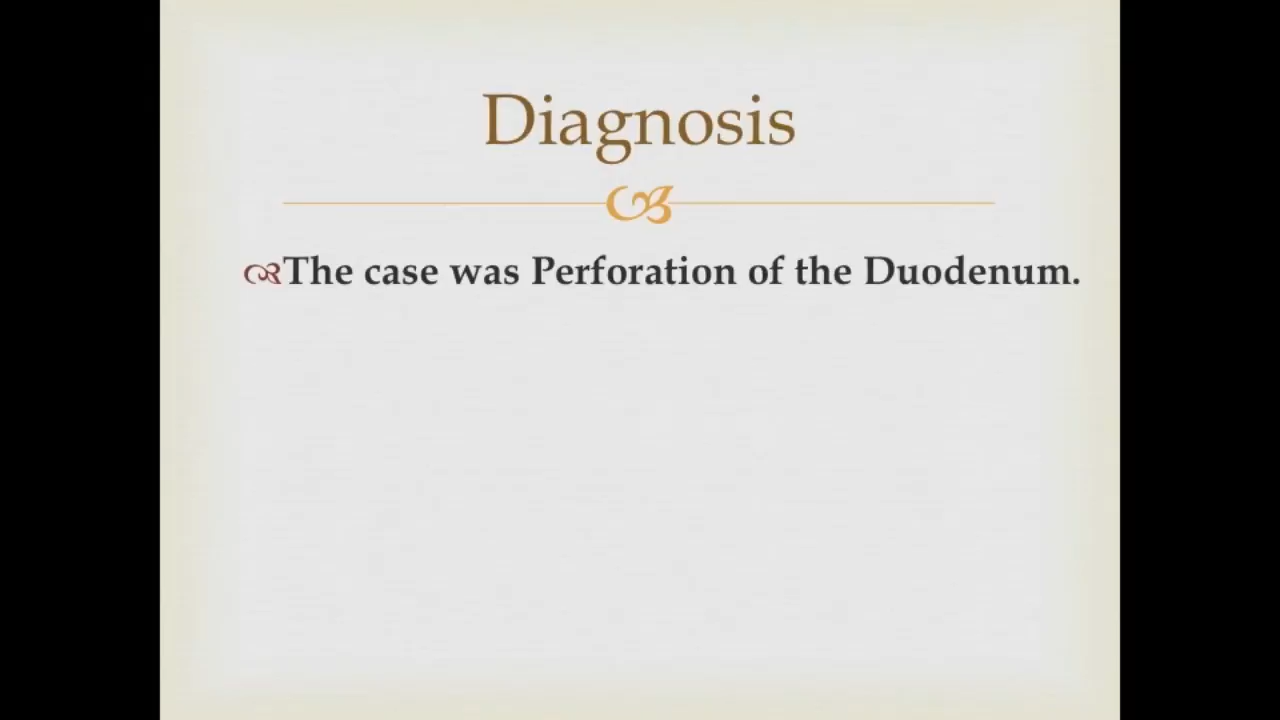 Diagnosis
The case was Perforation of the Duodenum.